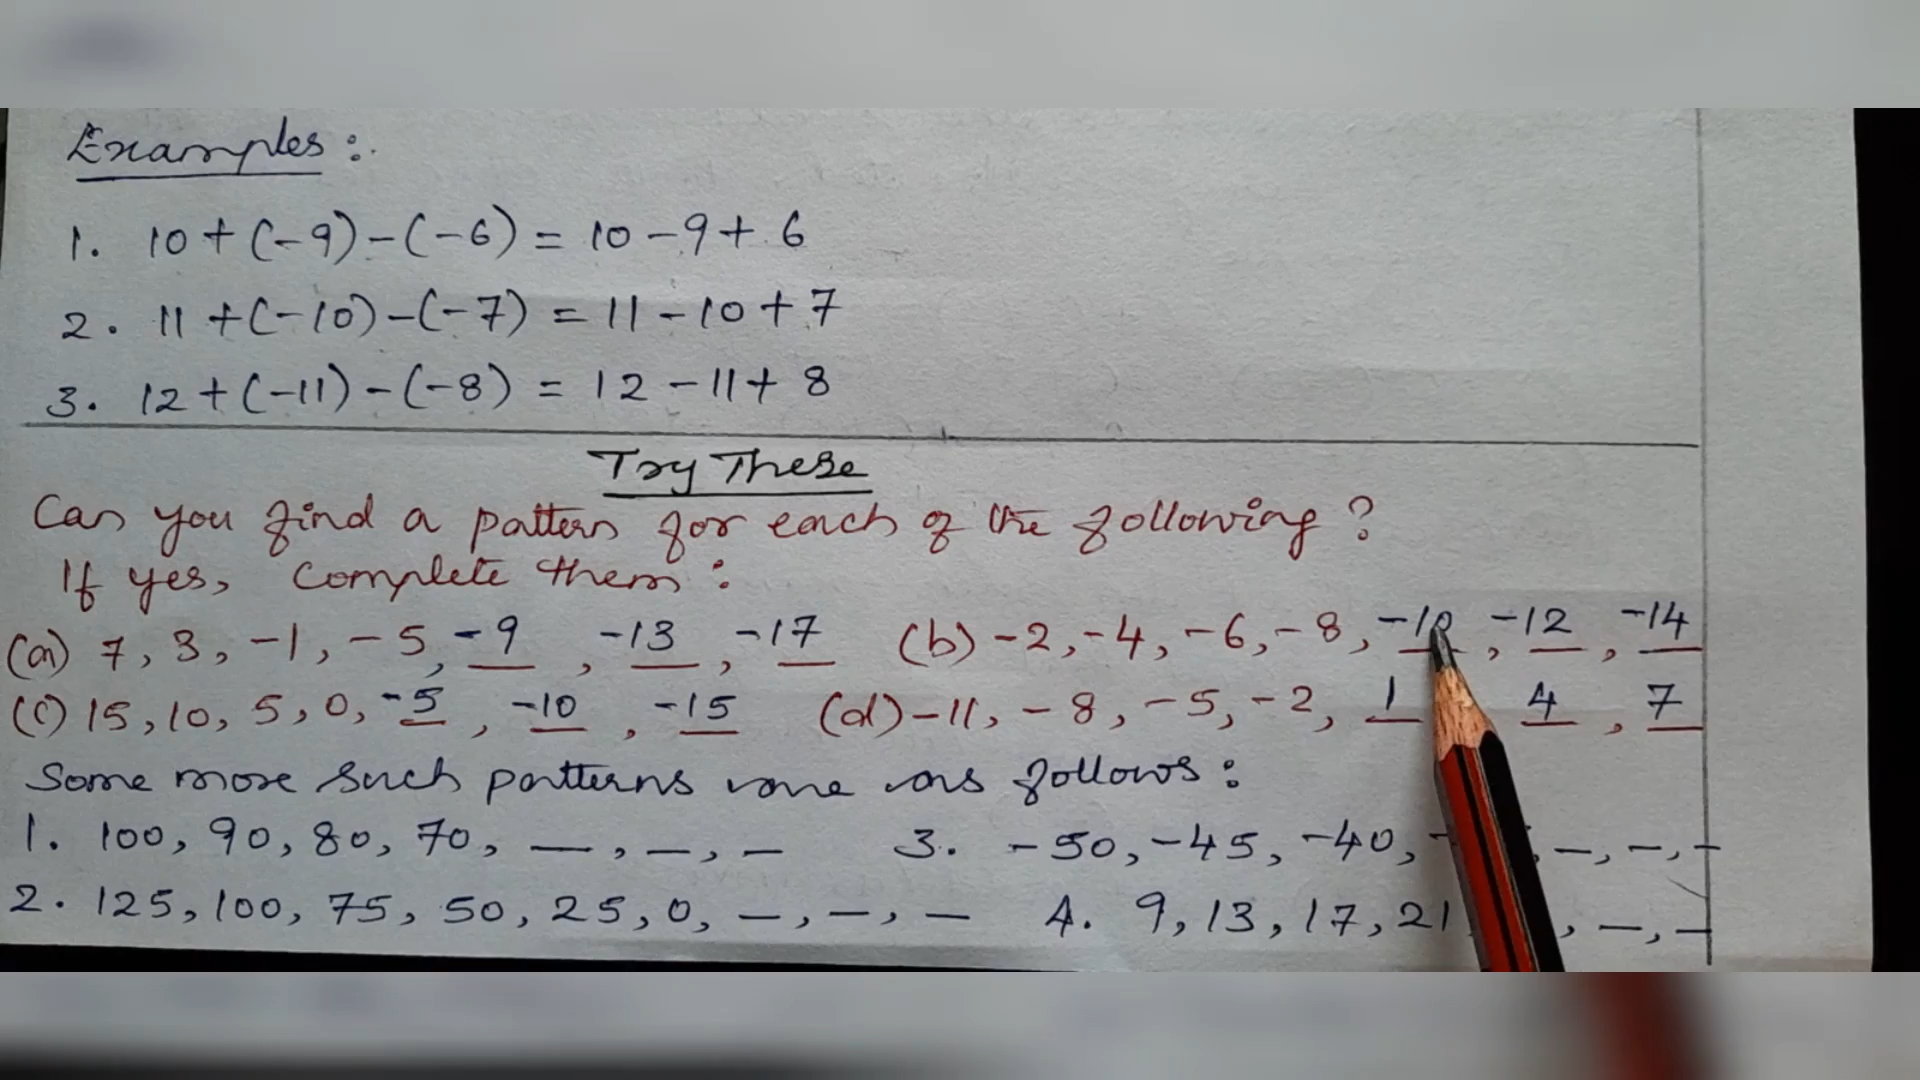 Examples :
1. 10 + (-9) - (-6) = 10 - 9 + 6
2. 11 + (-10) - (-7) = 11 - 10 + 7
3. 12 + (-11) - (-8) = 12 - 11 + 8
Try These
Can you find a pattern for each of the following ?
If yes, Complete them :
(a) 7, 3, -1, -5, -9, -13, -17 (b) -2, -4, -6, -8, -10, -12, -14
(c) 15, 10, 5, 0, -5, -10, -15 (d) -11, -8, -5, -2, 1 4, 7
Some more such patterns are as follows :
1. 100, 90, 80, 70, _, _, _ 3. -50, -45, -40, - , _, _, _
2. 125, 100, 75, 50, 25, 0, _, _, _ 4. 9, 13, 17, 21 , _, _